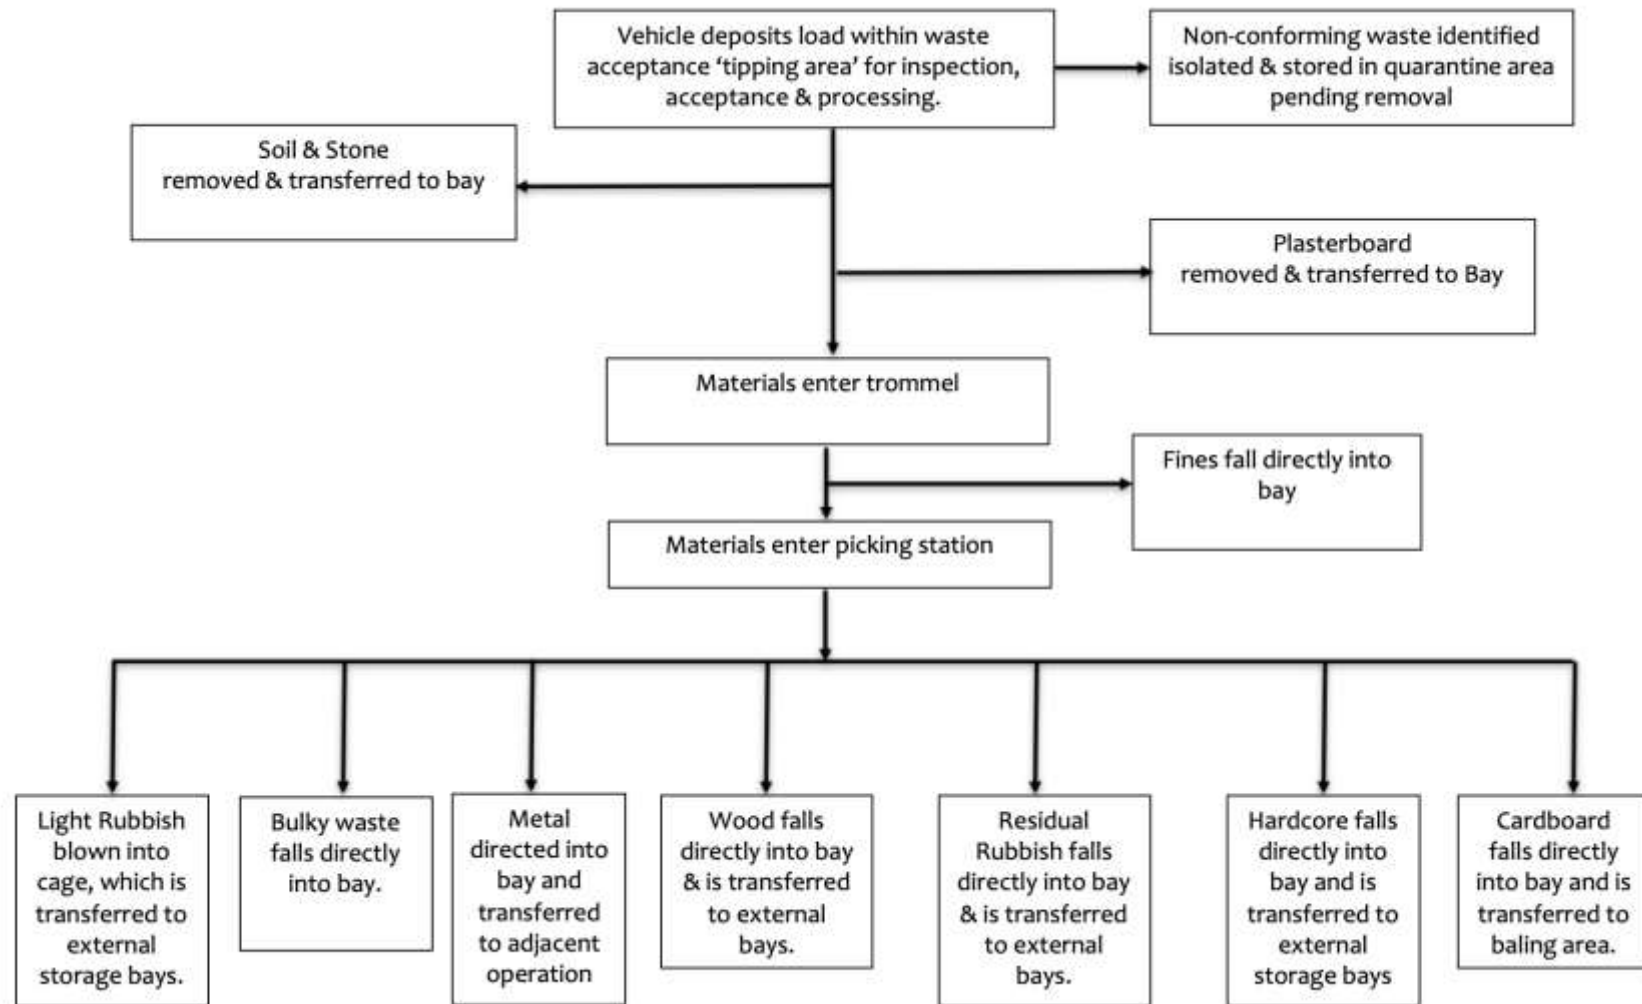 Vehicle deposits load within waste
acceptance ‘tipping area’ for inspection,
acceptance & processing.
Non-conforming waste identified
isolated & stored in quarantine area
pending removal
Soil & Stone
removed & transferred to bay
Plasterboard
removed & transferred to Bay
Materials enter trommel
Fines fall directly into
bay
Materials enter picking station
Light Rubbish
blown into
cage, which is
transferred to
external
storage bays.
Bulky waste
falls directly
into bay.
Metal
directed into
bay and
transferred
to adjacent
operation
Wood falls
directly into bay
& is transferred
to external
bays.
Residual
Rubbish falls
directly into bay
& is transferred
to external
bays.
Hardcore falls
directly into
bay and is
transferred to
external
storage bays
Cardboard
falls directly
into bay and is
transferred to
baling area.